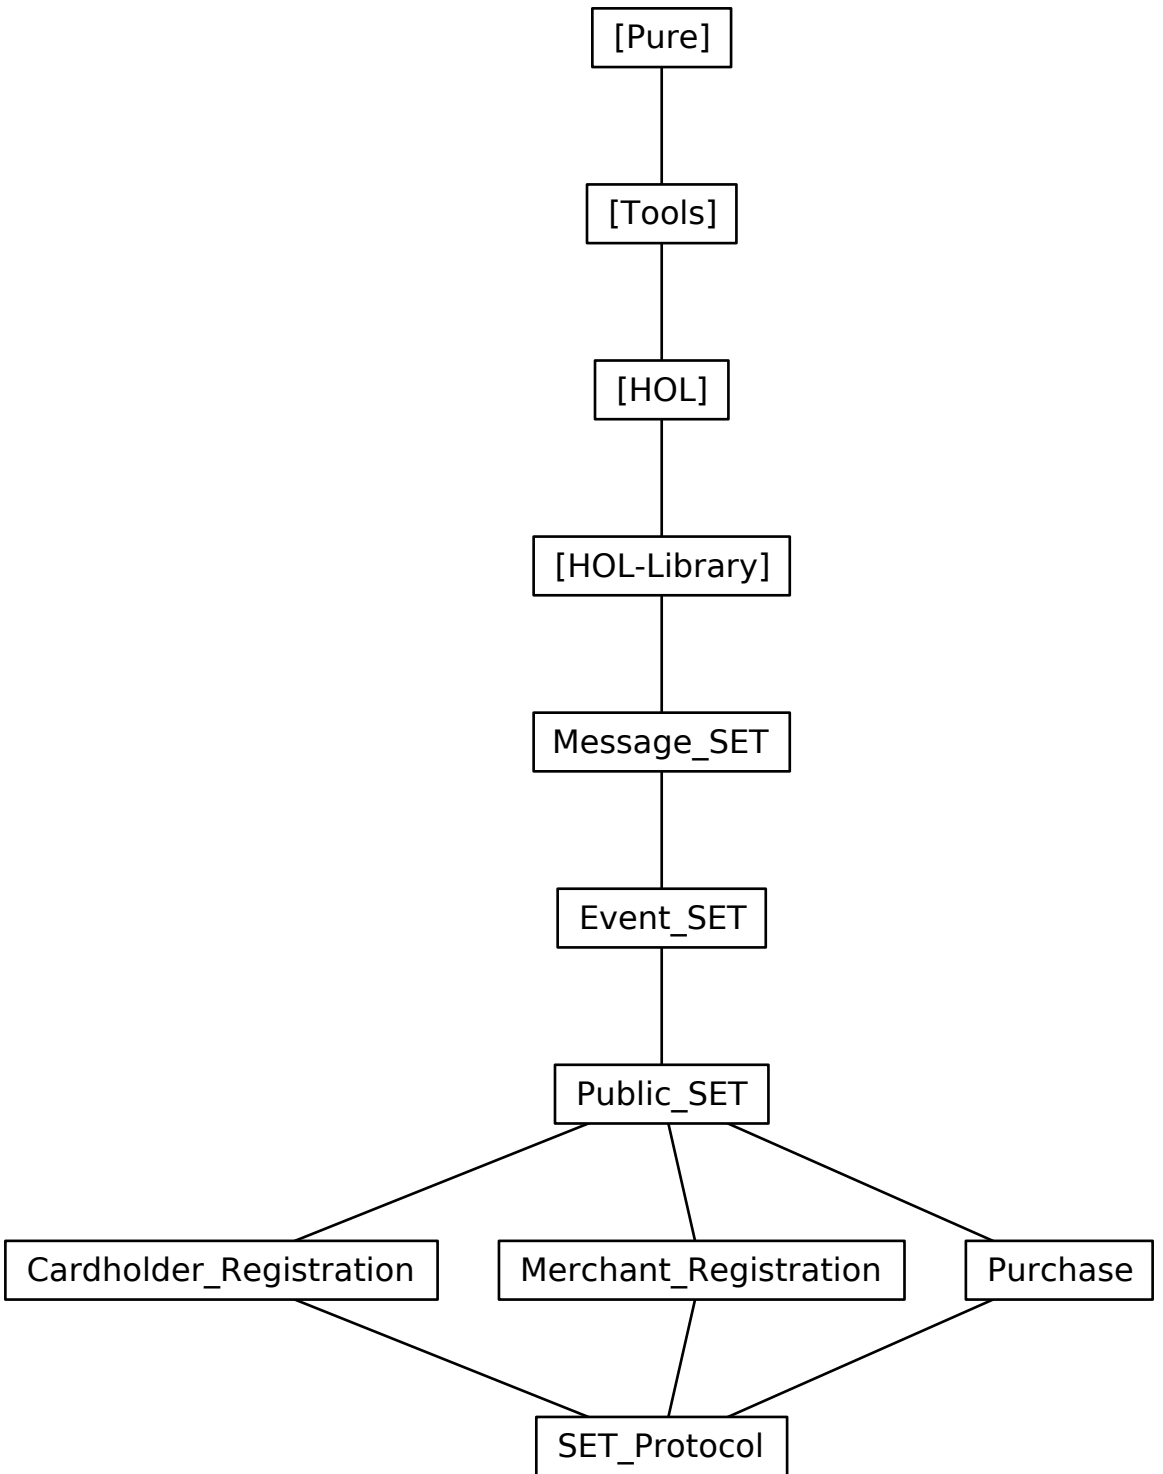 [Pure]
[Tools]
[HOL]
[HOL-Library]
Message_SET
Event_SET
Public_SET
Cardholder_Registration
Merchant_Registration
Purchase
SET_Protocol